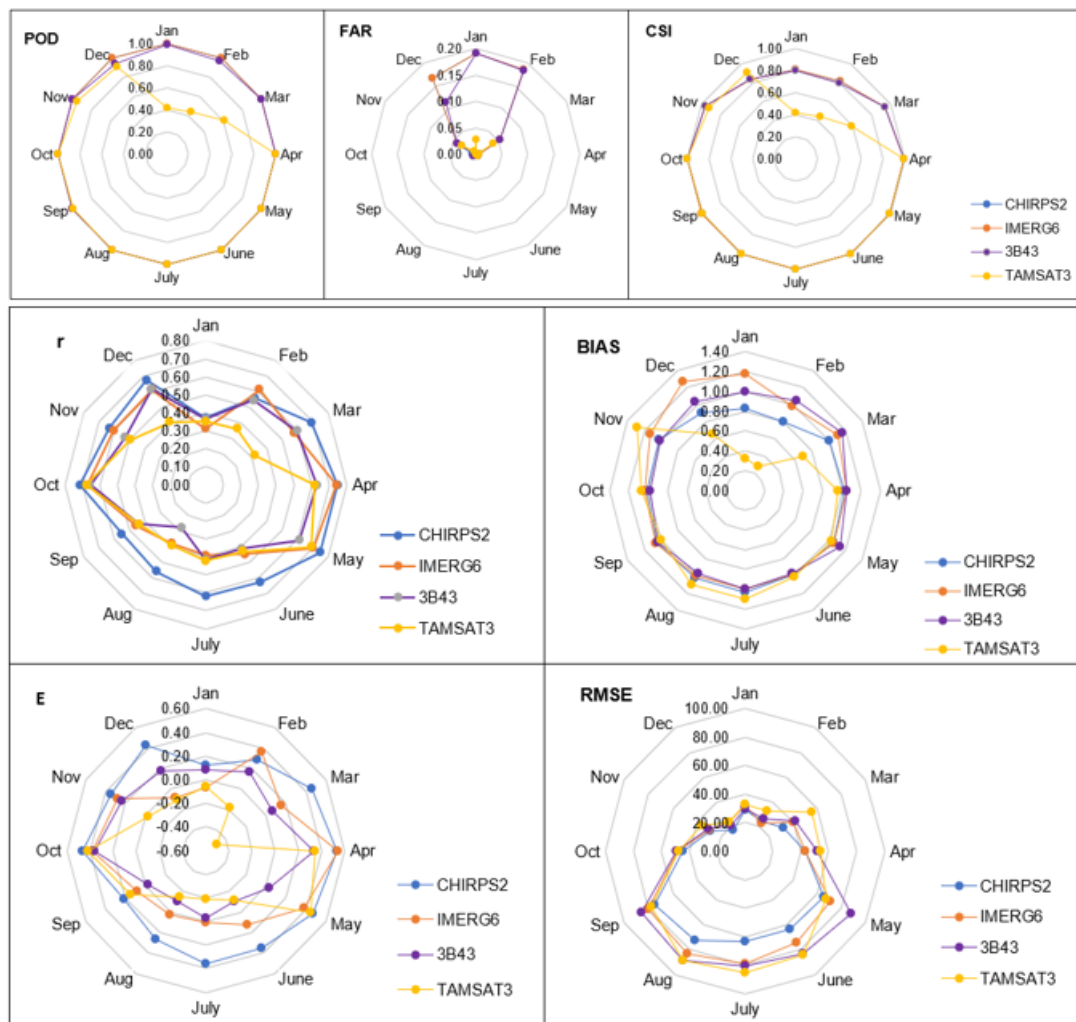 POD
Jan
Feb
Mar
Apr
May
June
July
Aug
Sep
Oct
Nov
Dec
1.00
0.80
0.60
0.40
0.20
0.00
FAR
Jan
Feb
Mar
Apr
May
June
July
Aug
Sep
Oct
Nov
Dec
0.20
0.15
0.10
0.05
0.00
CSI
Jan
Feb
Mar
Apr
May
June
July
Aug
Sep
Oct
Nov
Dec
1.00
0.80
0.60
0.40
0.20
0.00
CHIRPS2
IMERG6
3B43
TAMSAT3
r
Jan
Feb
Mar
Apr
May
June
July
Aug
Sep
Oct
Nov
Dec
0.80
0.70
0.60
0.50
0.40
0.30
0.20
0.10
0.00
CHIRPS2
IMERG6
3B43
TAMSAT3
BIAS
Jan
Feb
Mar
Apr
May
June
July
Aug
Sep
Oct
Nov
Dec
1.40
1.20
1.00
0.80
0.60
0.40
0.20
0.00
CHIRPS2
IMERG6
3B43
TAMSAT3
E
Jan
Feb
Mar
Apr
May
June
July
Aug
Sep
Oct
Nov
Dec
0.60
0.40
0.20
0.00
-0.20
-0.40
-0.60
CHIRPS2
IMERG6
3B43
TAMSAT3
RMSE
Jan
Feb
Mar
Apr
May
June
July
Aug
Sep
Oct
Nov
Dec
100.00
80.00
60.00
40.00
20.00
0.00
CHIRPS2
IMERG6
3B43
TAMSAT3